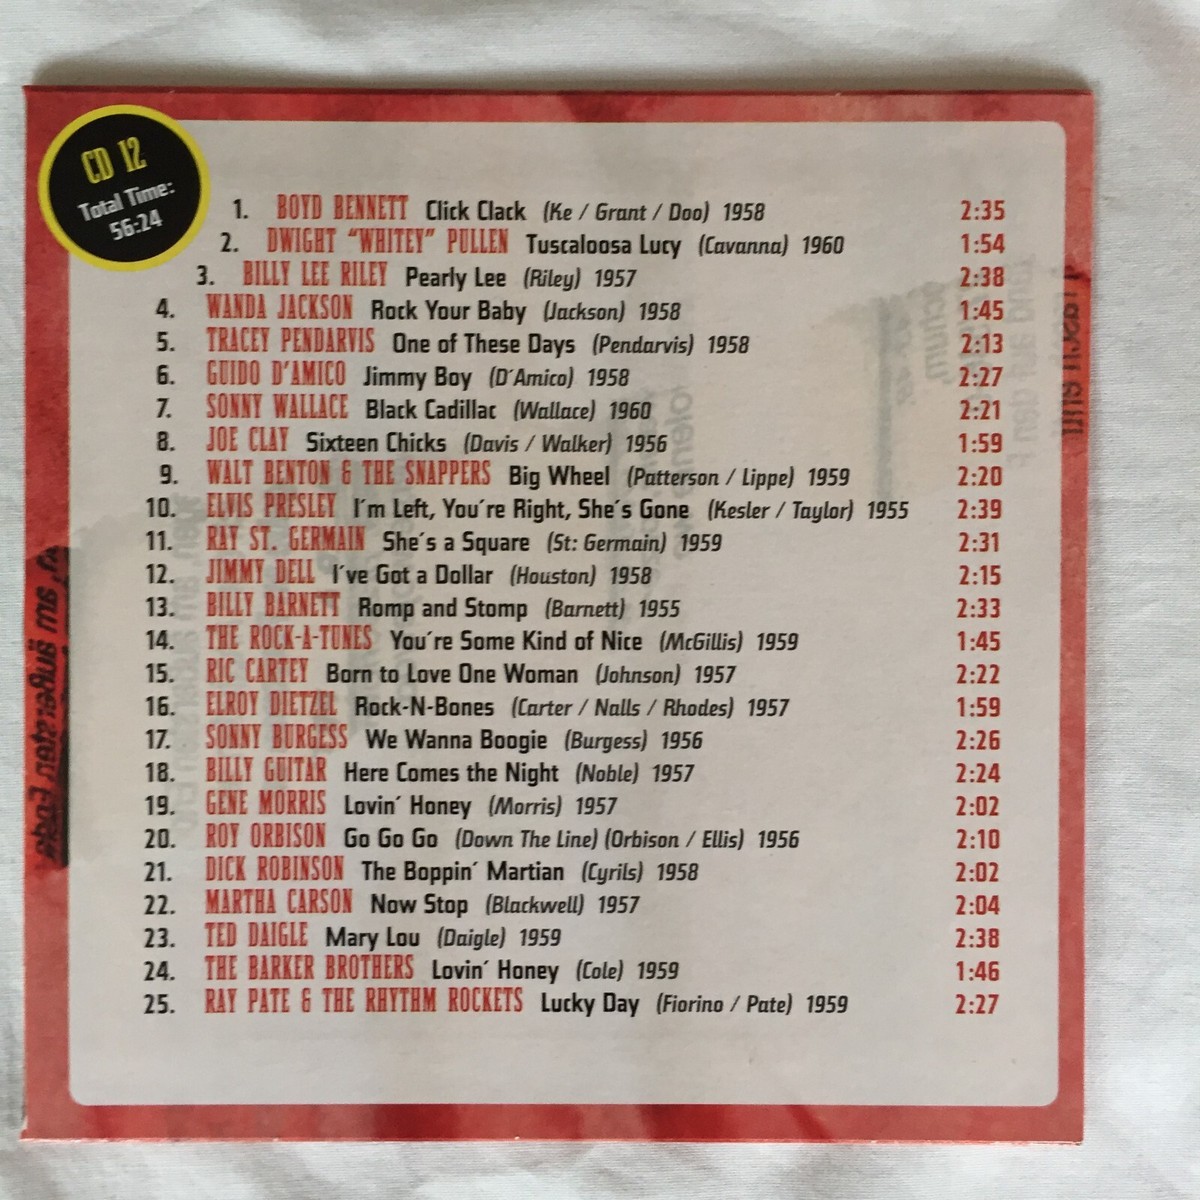 CD 12
Total Time:
56:24
1. BOYD BENNETT Click Clack (Ke / Grant / Doo) 1958 2:35
2. DWIGHT “WHITEY” PULLEN Tuscaloosa Lucy (Cavanna) 1960 1:54
3. BILLY LEE RILEY Pearly Lee (Riley) 1957 2:38
4. WANDA JACKSON Rock Your Baby (Jackson) 1958 1:45
5. TRACEY PENDARVIS One of These Days (Pendarvis) 1958 2:13
6. GUIDO D’AMICO Jimmy Boy (D´Amico) 1958 2:27
7. SONNY WALLACE Black Cadillac (Wallace) 1960 2:21
8. JOE CLAY Sixteen Chicks (Davis / Walker) 1956 1:59
9. WALT BENTON & THE SNAPPERS Big Wheel (Patterson / Lippe) 1959 2:20
10. ELVIS PRESLEY I´m Left, You´re Right, She´s Gone (Kesler / Taylor) 1955 2:39
11. RAY ST. GERMAIN She´s a Square (St: Germain) 1959 2:31
12. JIMMY DELL I´ve Got a Dollar (Houston) 1958 2:15
13. BILLY BARNETT Romp and Stomp (Barnett) 1955 2:33
14. THE ROCK-A-TUNES You´re Some Kind of Nice (McGillis) 1959 1:45
15. RIC CARTEY Born to Love One Woman (Johnson) 1957 2:22
16. ELROY DIETZEL Rock-N-Bones (Carter / Nalls / Rhodes) 1957 1:59
17. SONNY BURGESS We Wanna Boogie (Burgess) 1956 2:26
18. BILLY GUITAR Here Comes the Night (Noble) 1957 2:24
19. GENE MORRIS Lovin´ Honey (Morris) 1957 2:02
20. ROY ORBISON Go Go Go (Down The Line) (Orbison / Ellis) 1956 2:10
21. DICK ROBINSON The Boppin´ Martian (Cyrils) 1958 2:02
22. MARTHA CARSON Now Stop (Blackwell) 1957 2:04
23. TED DAIGLE Mary Lou (Daigle) 1959 2:38
24. THE BARKER BROTHERS Lovin´ Honey (Cole) 1959 1:46
25. RAY PATE & THE RHYTHM ROCKETS Lucky Day (Fiorino / Pate) 1959 2:27